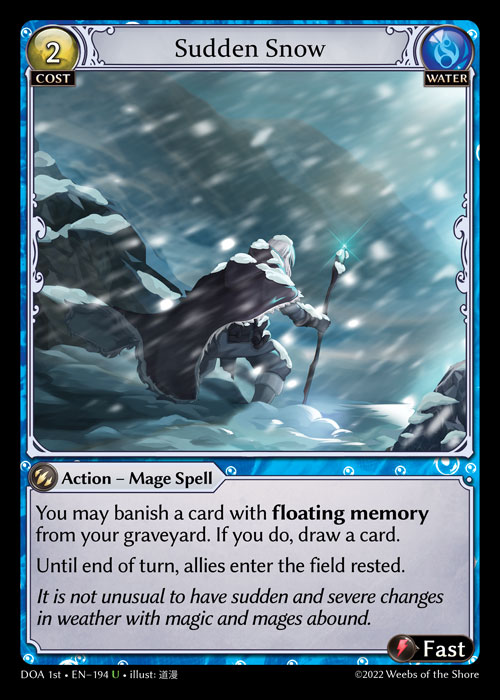 2
Sudden Snow
COST
WATER
Action – Mage Spell
You may banish a card with floating memory
from your graveyard. If you do, draw a card.
Until end of turn, allies enter the field rested.
It is not unusual to have sudden and severe changes
in weather with magic and mages abound.
Fast
DOA 1st • EN–194 U • illust: 道漫
©2022 Weebs of the Shore